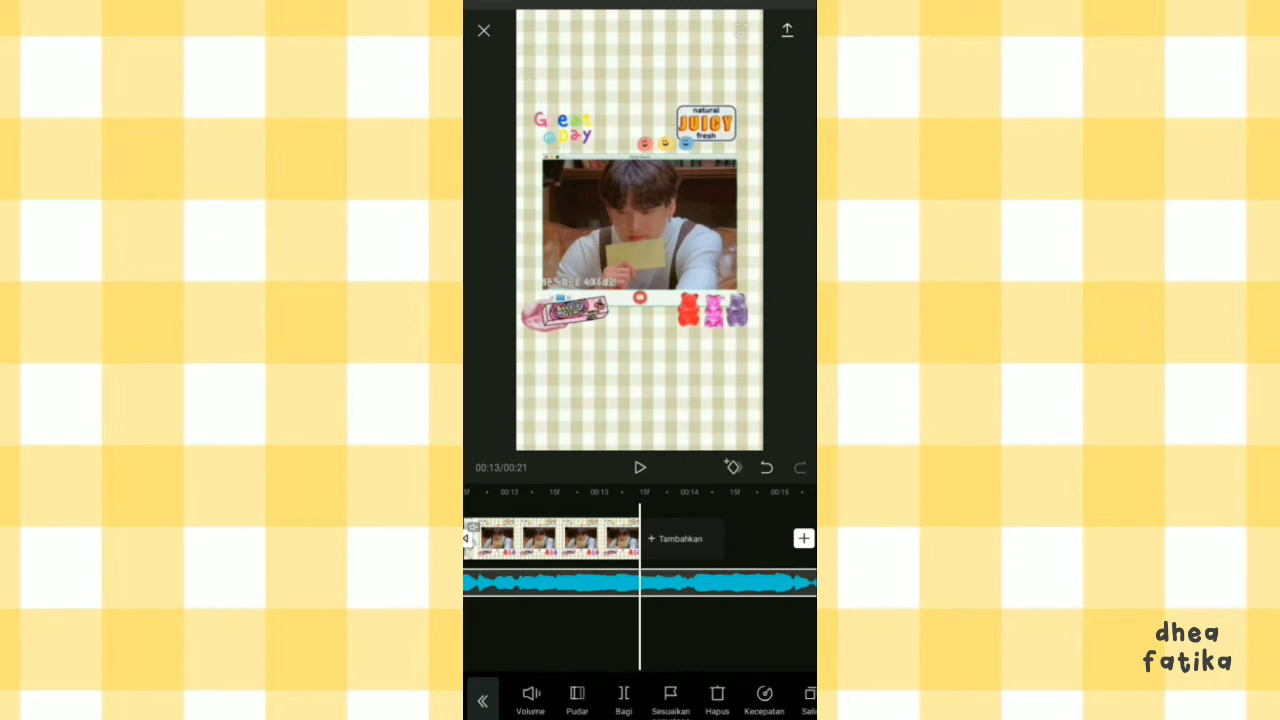 Great
Day
natural
JUICY
fresh
00:13/00:21
00:12
15f
00:13
15f
00:14
15f
00:15
+ Tambahkan
Volume
Pudar
Bagi
Sesuaikan
Hapus
Kecepatan
dhea
fatika